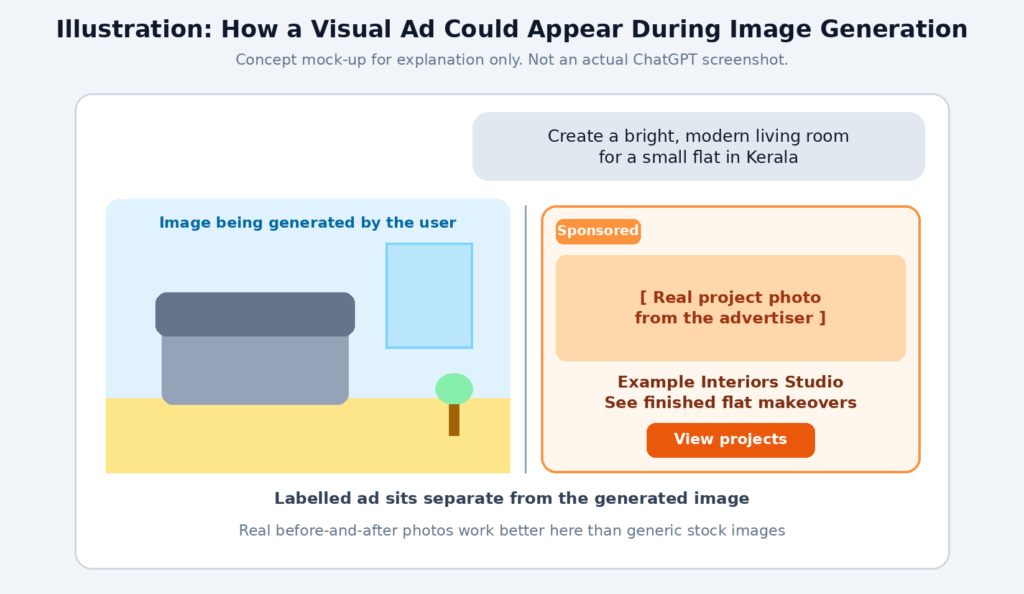 Illustration: How a Visual Ad Could Appear During Image Generation
Concept mock-up for explanation only. Not an actual ChatGPT screenshot.
Create a bright, modern living room
for a small flat in Kerala
Image being generated by the user
Sponsored
[ Real project photo
from the advertiser ]
Example Interiors Studio
See finished flat makeovers
View projects
Labelled ad sits separate from the generated image
Real before-and-after photos work better here than generic stock images